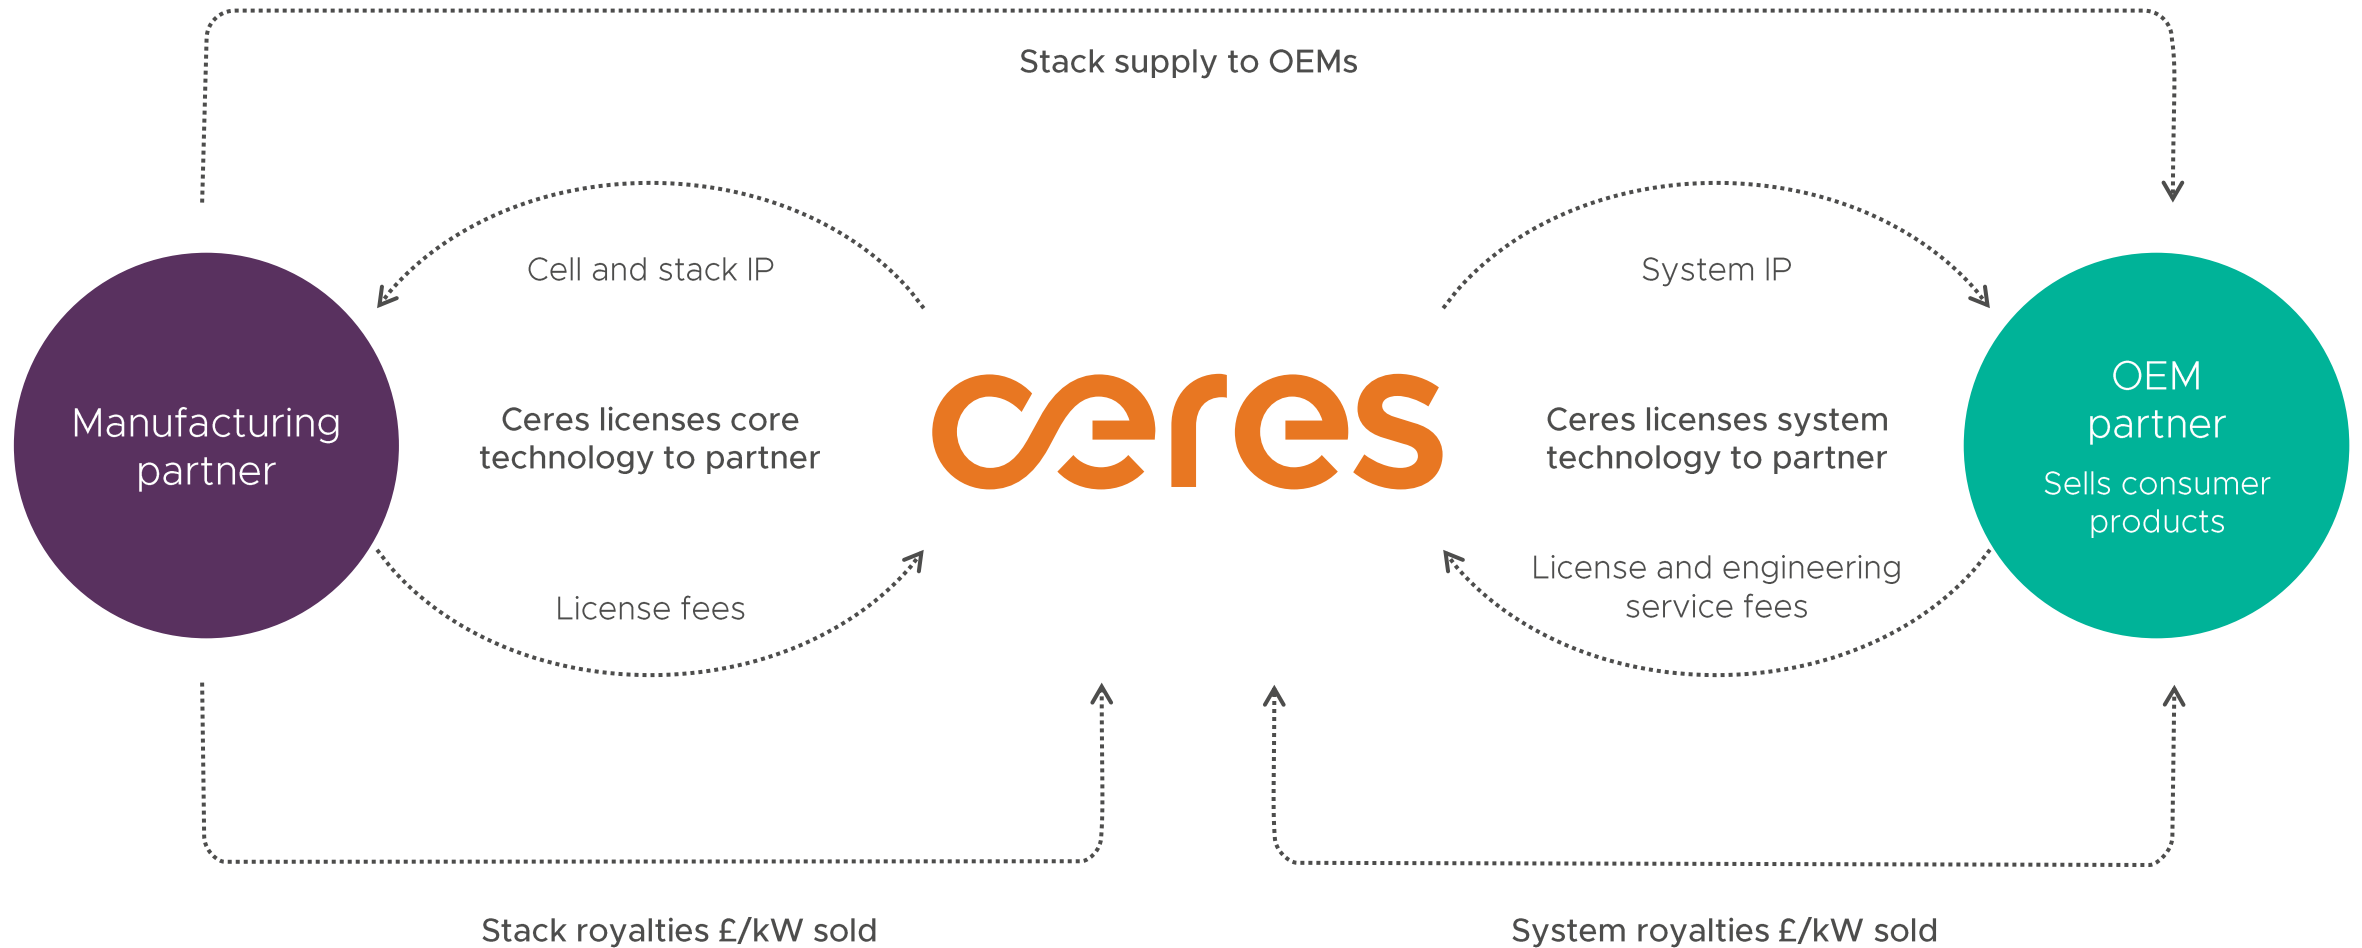 Stack supply to OEMs
Cell and stack IP
System IP
Manufacturing
partner
Ceres licenses core
technology to partner
ceres
Ceres licenses system
technology to partner
OEM
partner
Sells consumer
products
License fees
License and engineering
service fees
Stack royalties £/kW sold
System royalties £/kW sold